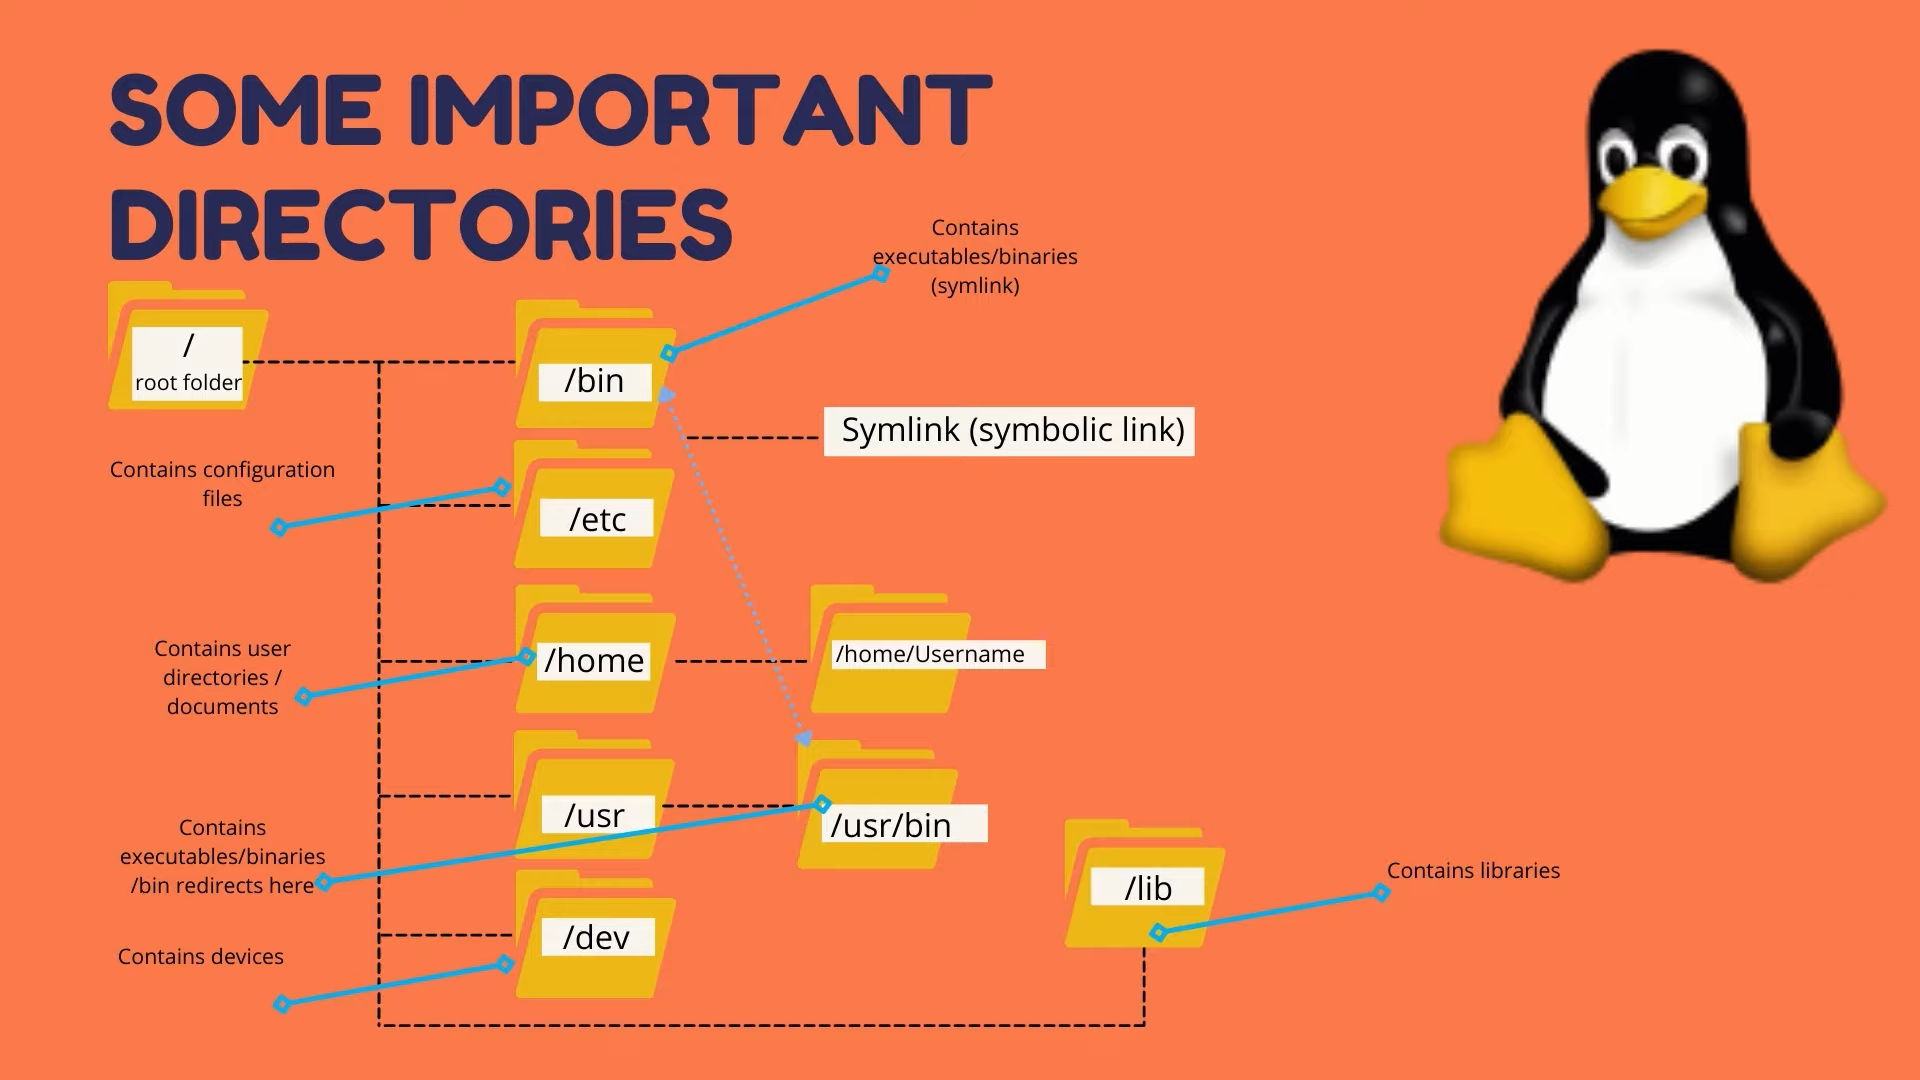 SOME IMPORTANT
DIRECTORIES
Contains
executables/binaries
(symlink)
/
root folder
/bin
Symlink (symbolic link)
Contains configuration
files
/etc
Contains user
directories /
documents
/home
/home/Username
/usr
/usr/bin
Contains
executables/binaries
/bin redirects here
/lib
Contains libraries
/dev
Contains devices